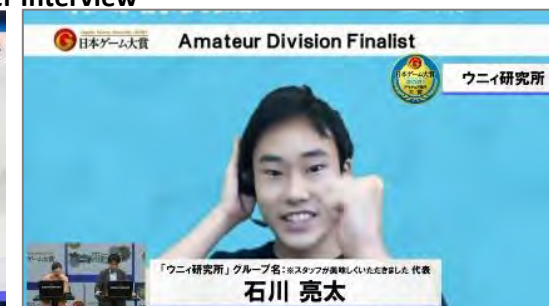 er Interview
日本ゲーム大賞 Amateur Division Finalist
ウニィ研究所
「ウニィ研究所」グループ名:※スタッフが美味しくいただきました 代表
石川 亮太